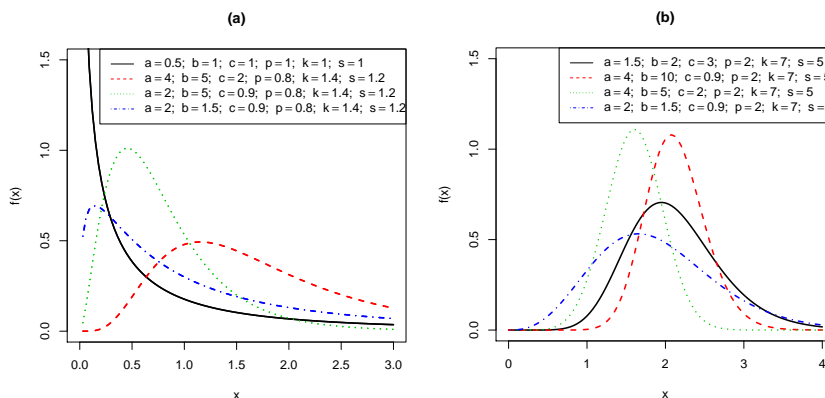 (a)
f(x)
1.5
1.0
0.5
0.0
a = 0.5; b = 1; c = 1; p = 1; k = 1; s = 1
a = 4; b = 5; c = 2; p = 0.8; k = 1.4; s = 1.2
a = 2; b = 5; c = 0.9; p = 0.8; k = 1.4; s = 1.2
a = 2; b = 1.5; c = 0.9; p = 0.8; k = 1.4; s = 1.2
0.0 0.5 1.0 1.5 2.0 2.5 3.0
x
(b)
f(x)
1.5
1.0
0.5
0.0
a = 1.5; b = 2; c = 3; p = 2; k = 7; s = 5
a = 4; b = 10; c = 0.9; p = 2; k = 7; s =
a = 4; b = 5; c = 2; p = 2; k = 7; s = 5
a = 2; b = 1.5; c = 0.9; p = 2; k = 7; s =
0 1 2 3 4
x